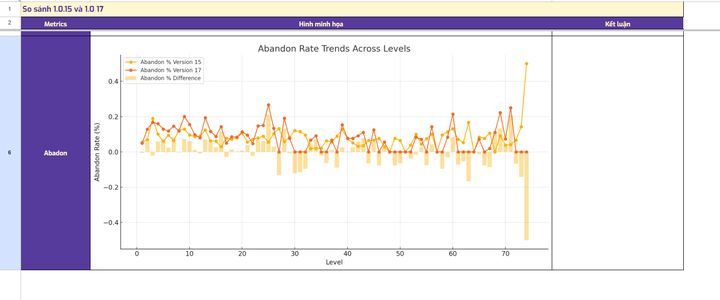 1 So sánh 1.0.15 và 1.0 17
2 Metrics Hình minh họa Kết luận
Abandon Rate Trends Across Levels
Abandon % Version 15
Abandon % Version 17
Abandon % Difference
0.4
0.2
0.0
−0.2
−0.4
Abandon Rate (%)
6 Abadon
0 10 20 30 40 50 60 70
Level